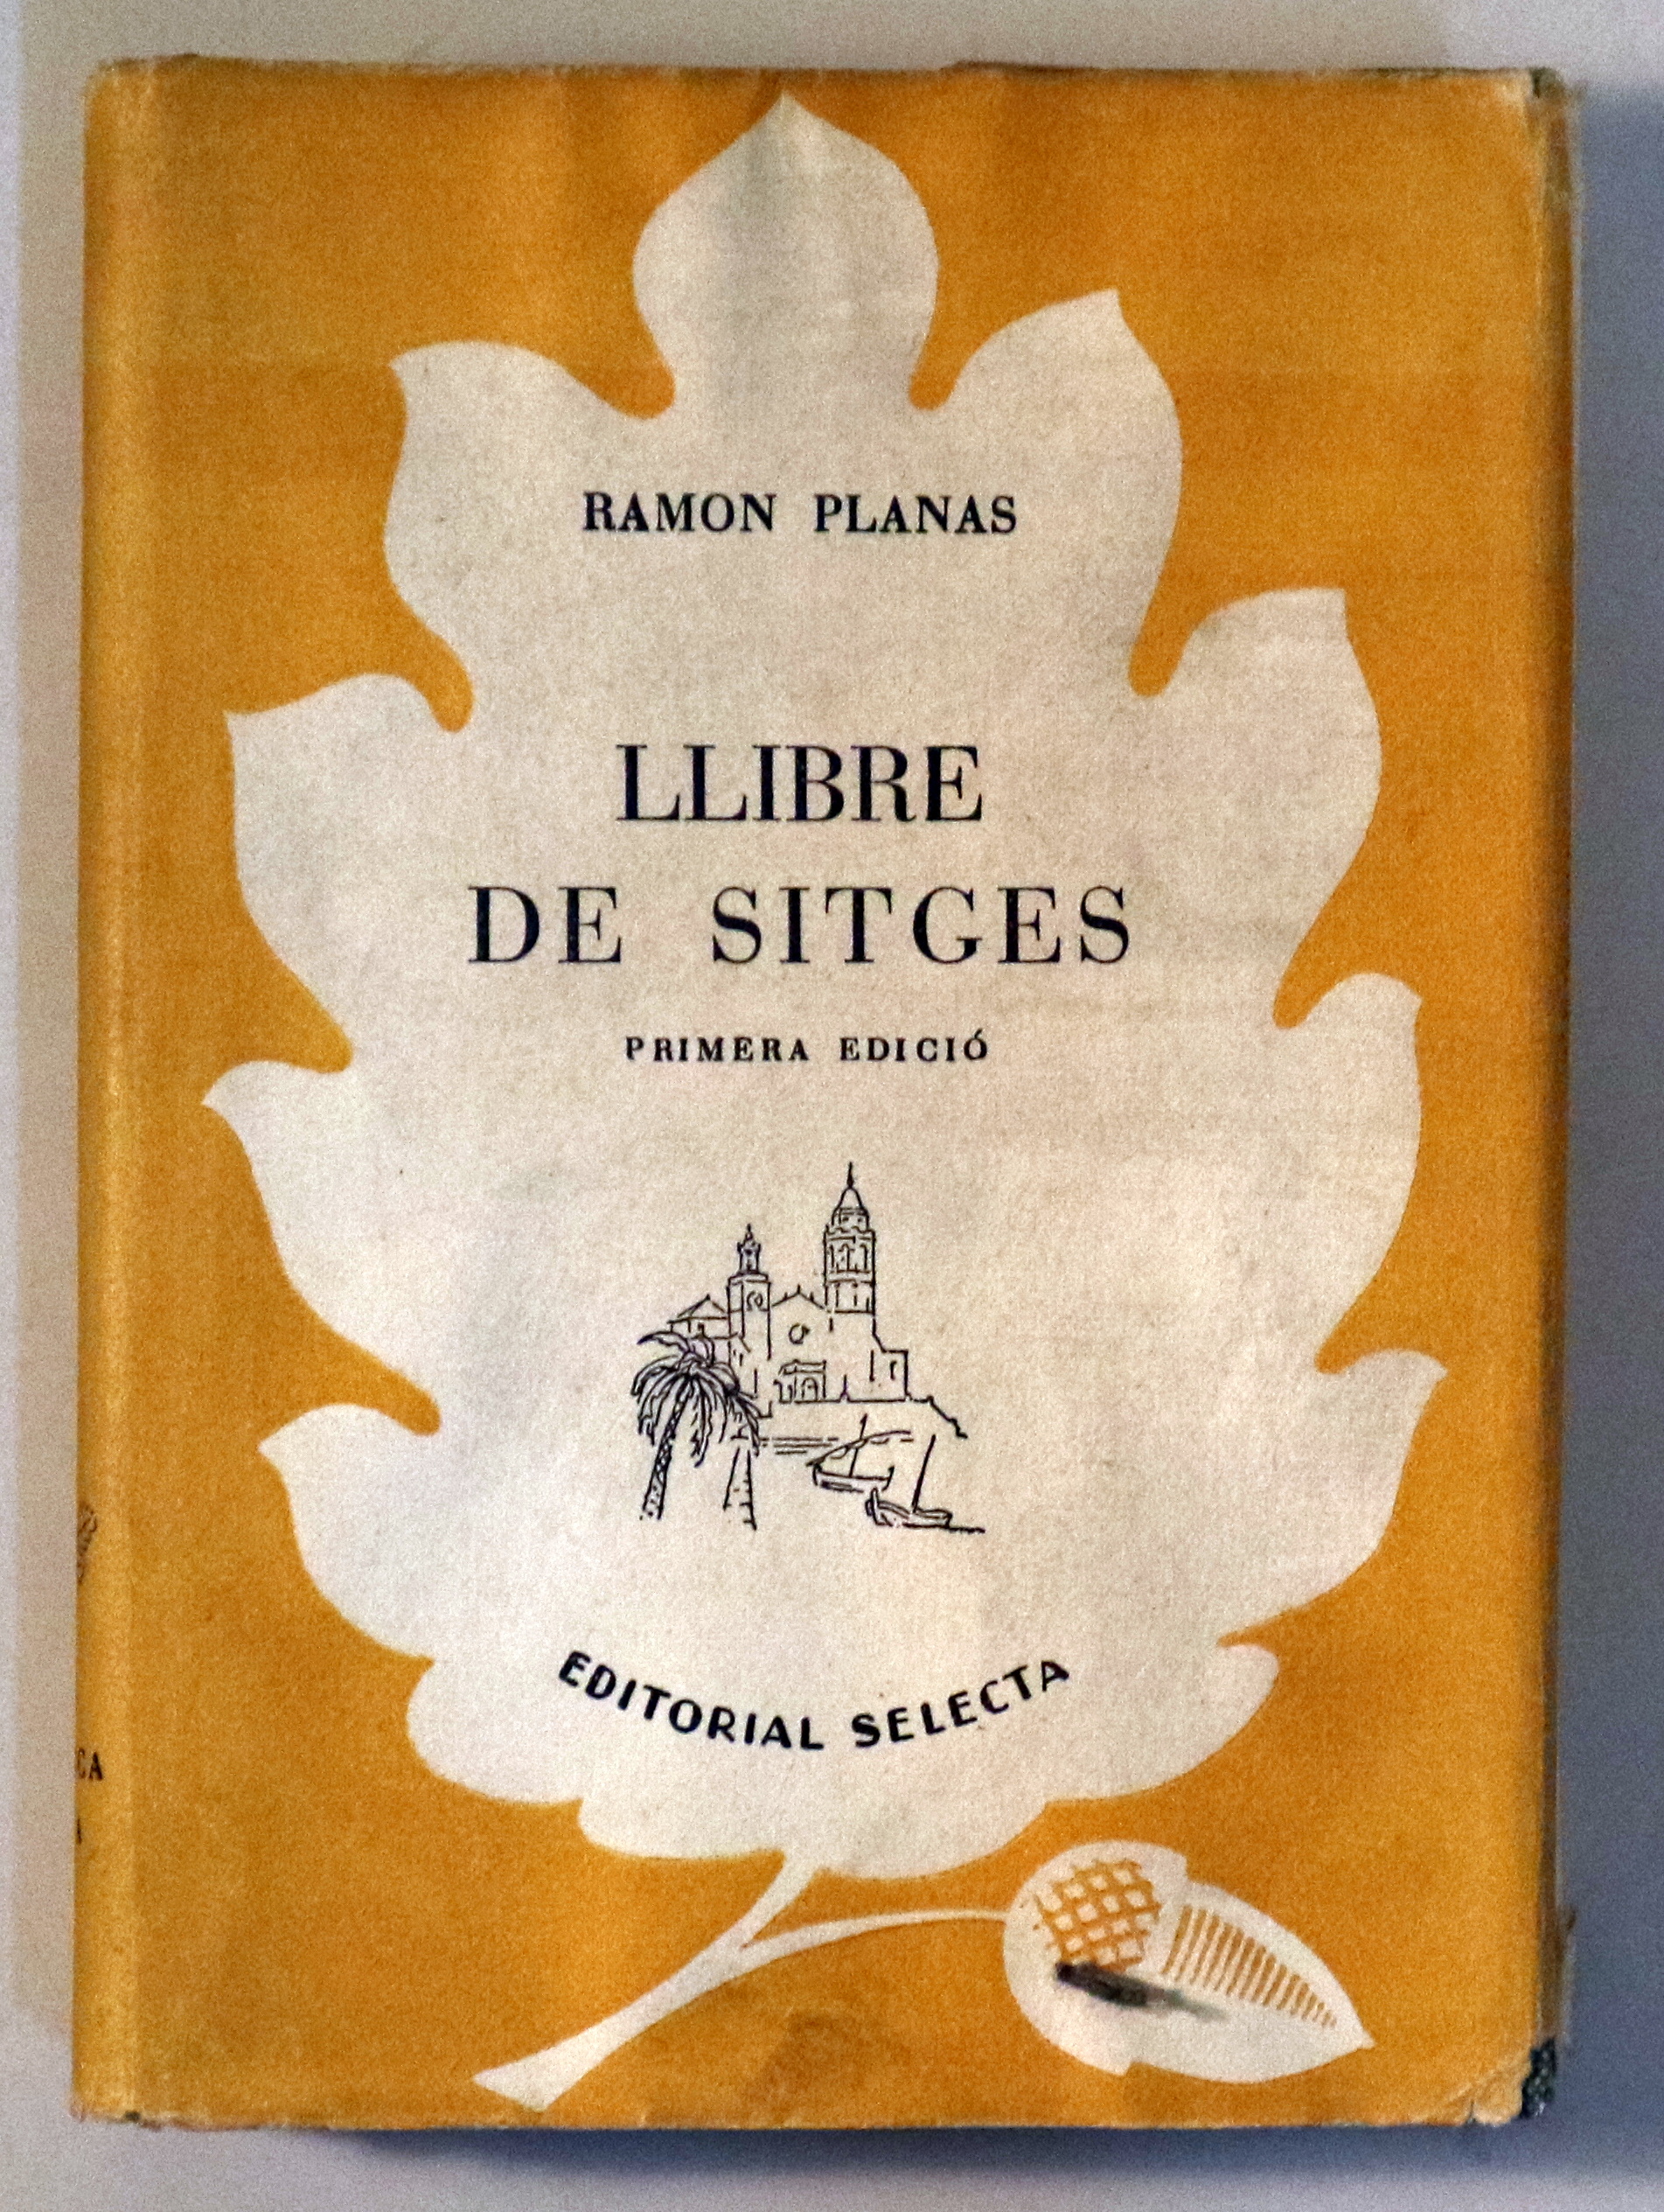 RAMON PLANAS
LLIBRE
DE SITGES
PRIMERA EDICIÓ
EDITORIAL SELECTA